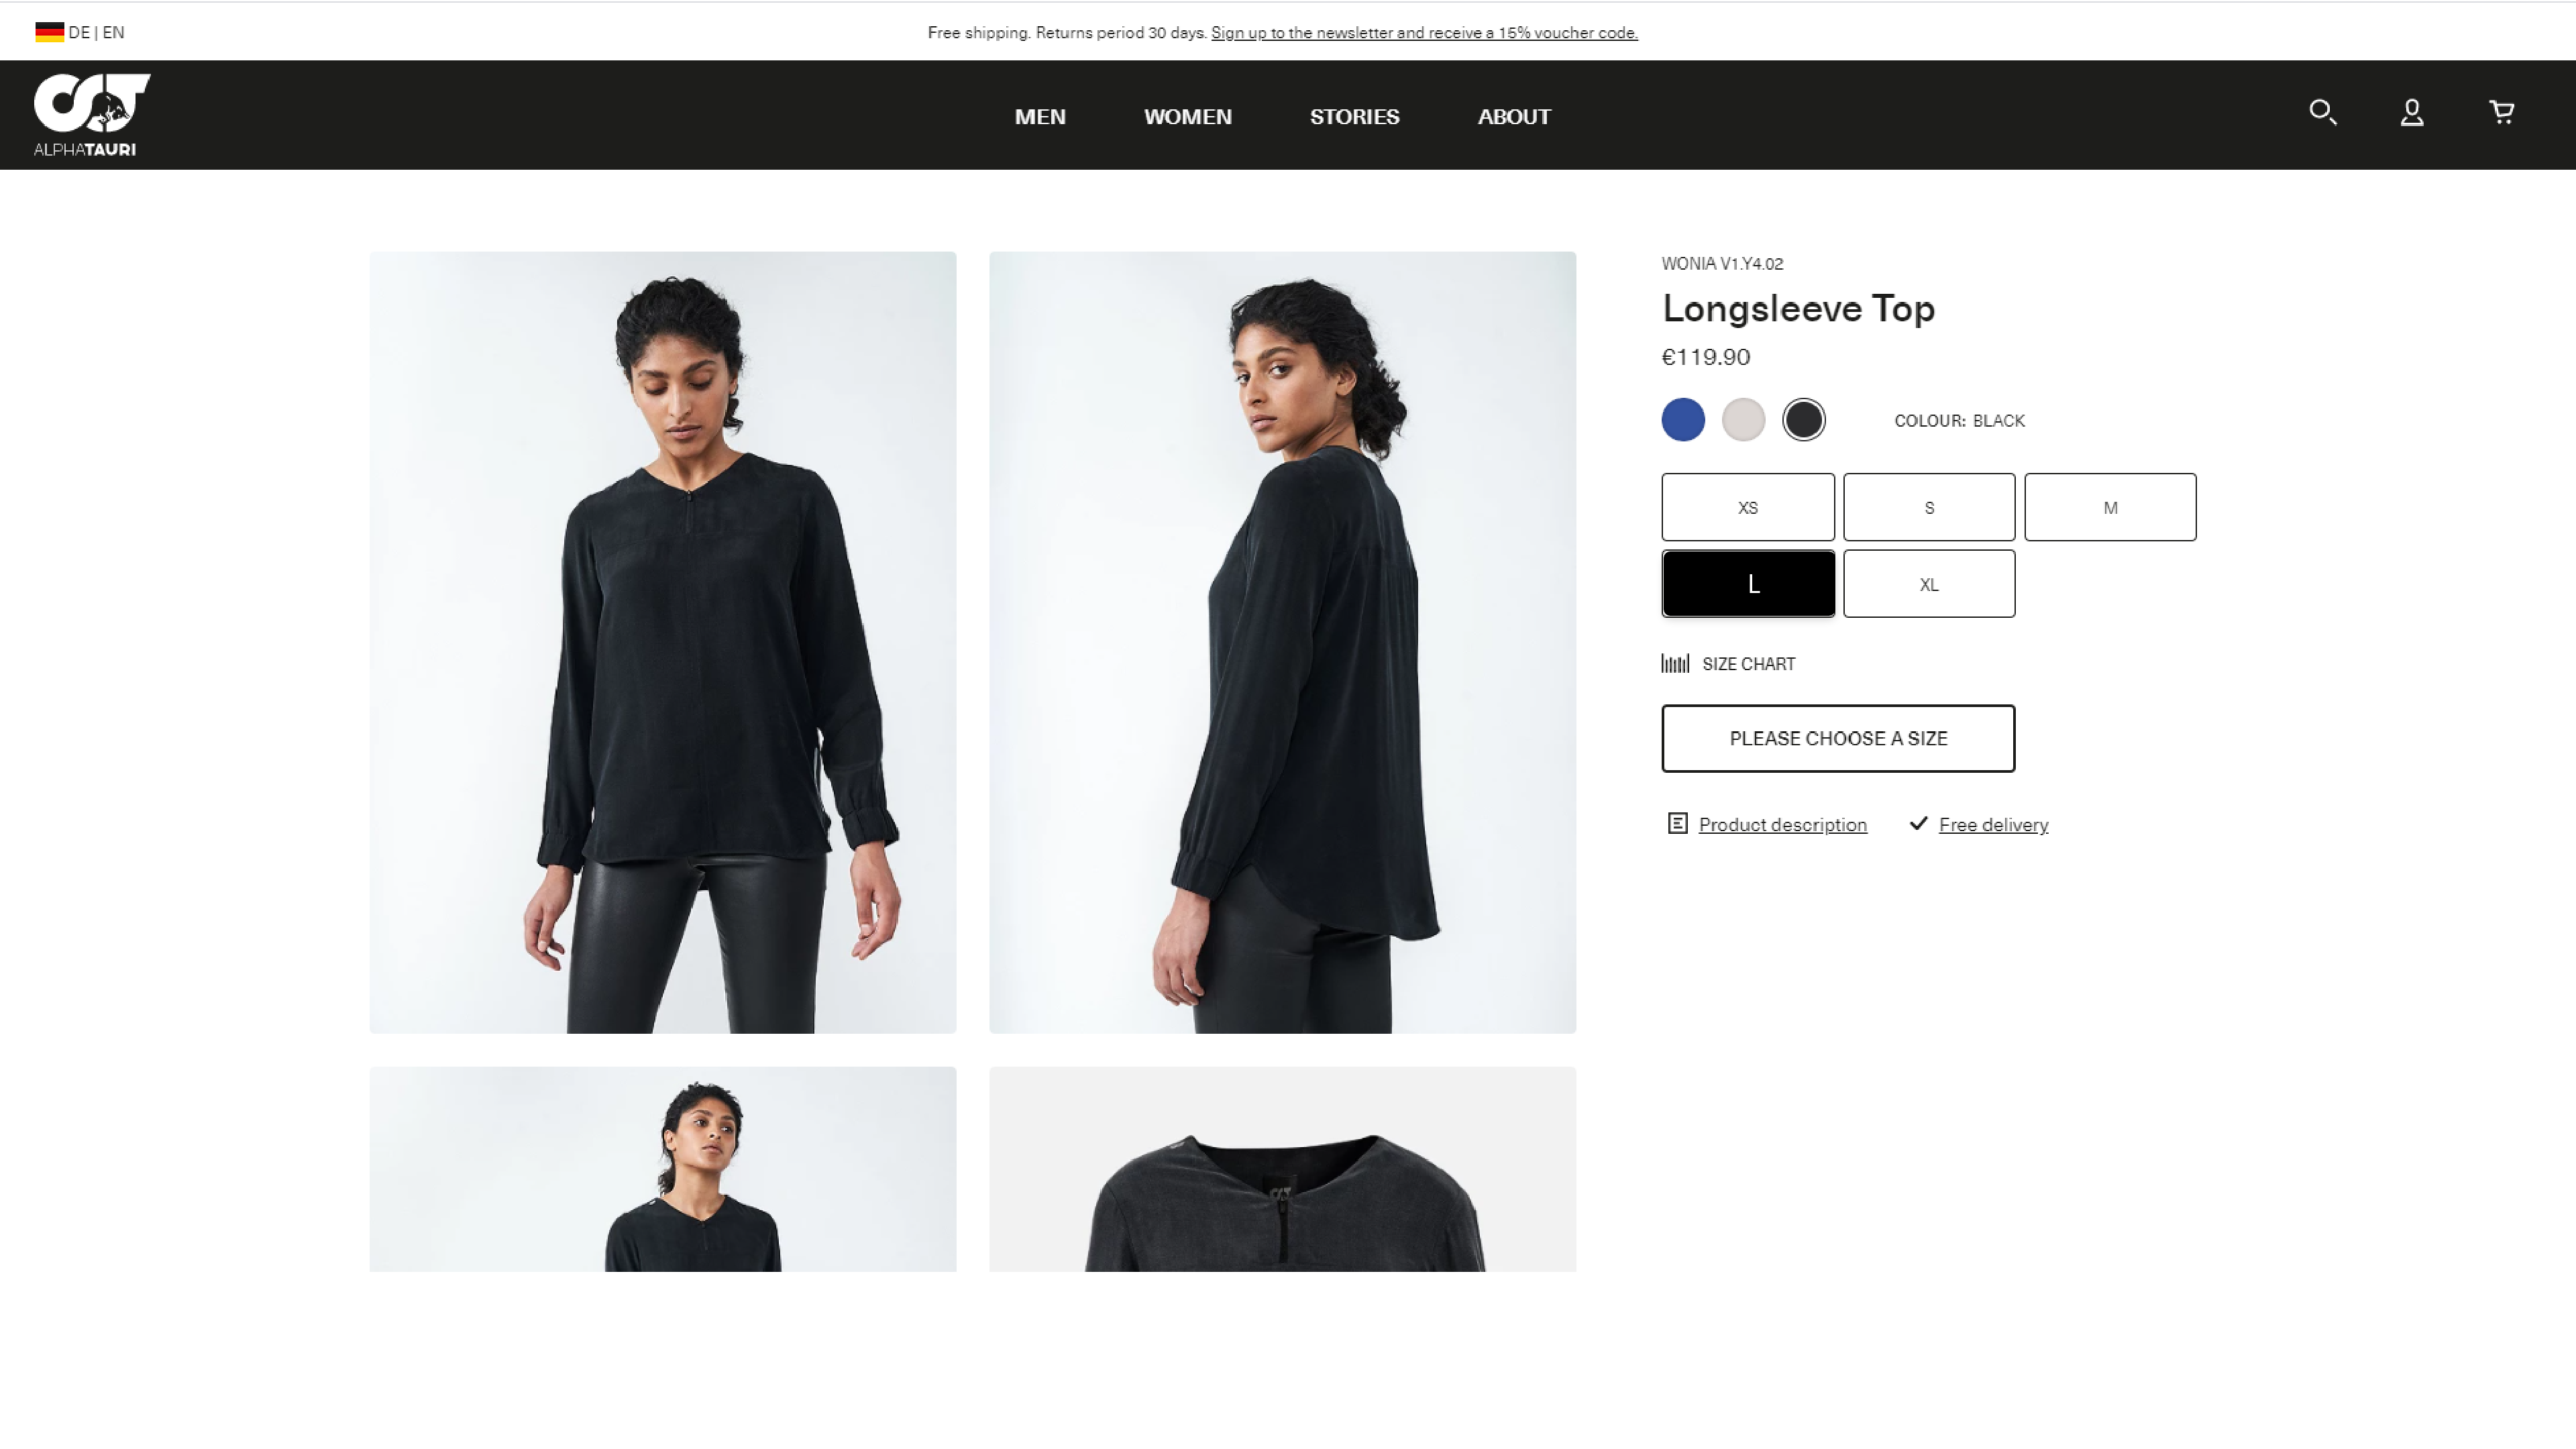 DE | EN
Free shipping. Returns period 30 days. Sign up to the newsletter and receive a 15% voucher code.
ALPHATAURI
MEN
WOMEN
STORIES
ABOUT
WONIA V1.Y4.02
Longsleeve Top
€119.90
COLOUR: BLACK
XS
S
M
L
XL
SIZE CHART
PLEASE CHOOSE A SIZE
Product description
Free delivery